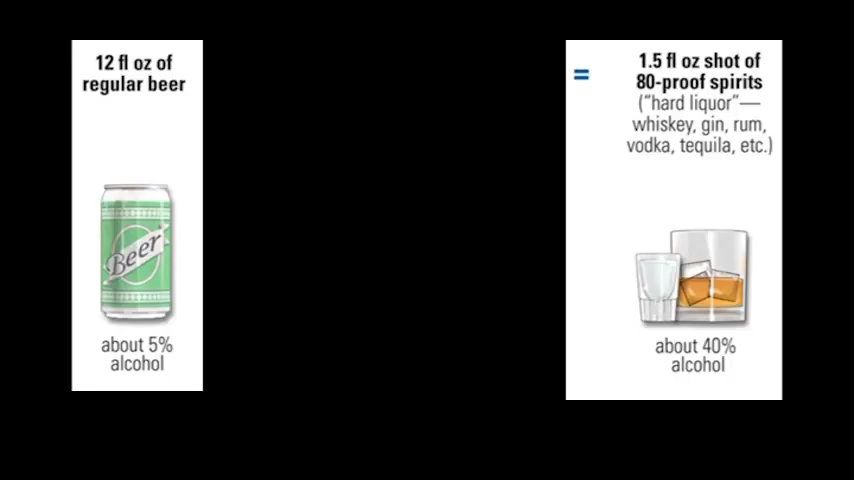 12 fl oz of
regular beer
Beer
about 5%
alcohol
=
1.5 fl oz shot of
80-proof spirits
("hard liquor"—
whiskey, gin, rum,
vodka, tequila, etc.)
about 40%
alcohol